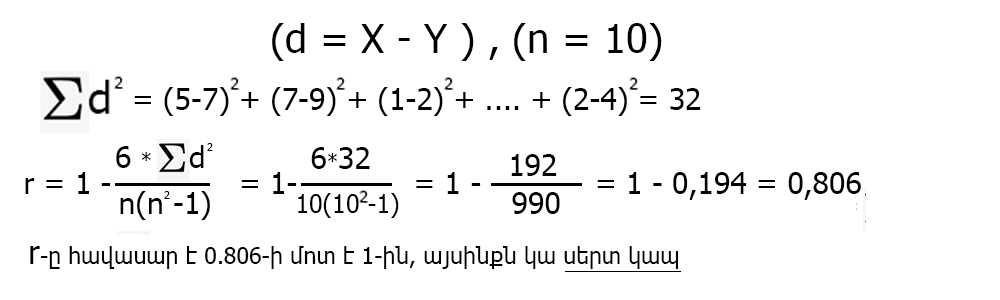 (d = X - Y ) , (n = 10)
∑d² = (5-7)²+ (7-9)²+ (1-2)²+ .... + (2-4)²= 32
r = 1 - 6 * ∑d² / n(n²-1) = 1- 6*32 / 10(10²-1) = 1 - 192 / 990 = 1 - 0,194 = 0,806
r-ը հավասար է 0.806-ի մոտ է 1-ին, այսինքն կա սերտ կապ